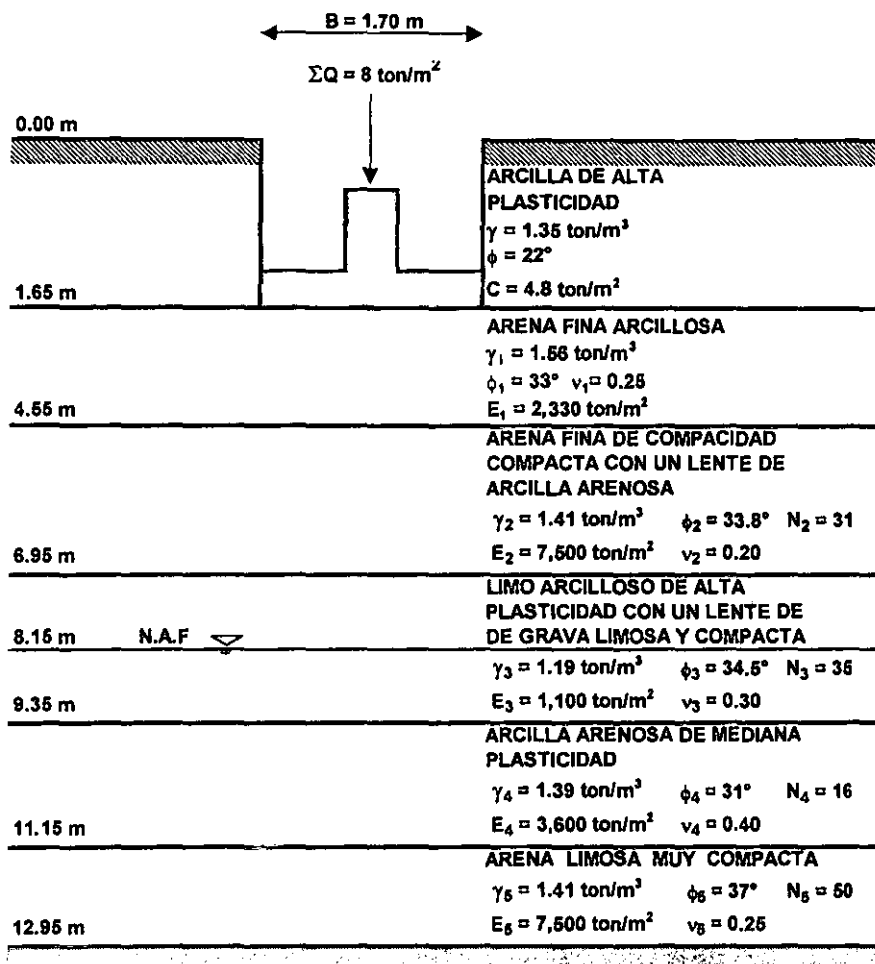 B = 1.70 m
ΣQ = 8 ton/m²
0.00 m
ARCILLA DE ALTA
PLASTICIDAD
γ = 1.35 ton/m³
ϕ = 22°
C = 4.8 ton/m²
1.65 m
ARENA FINA ARCILLOSA
γ₁ = 1.56 ton/m³
ϕ₁ = 33° ν₁= 0.25
E₁ = 2,330 ton/m²
4.55 m
ARENA FINA DE COMPACIDAD
COMPACTA CON UN LENTE DE
ARCILLA ARENOSA
γ₂ = 1.41 ton/m³ ϕ₂ = 33.8° N₂ = 31
E₂ = 7,500 ton/m² ν₂ = 0.20
6.95 m
LIMO ARCILLOSO DE ALTA
PLASTICIDAD CON UN LENTE DE
DE GRAVA LIMOSA Y COMPACTA
8.15 m N.A.F
γ₃ = 1.19 ton/m³ ϕ₃ = 34.5° N₃ = 35
E₃ = 1,100 ton/m² ν₃ = 0.30
9.35 m
ARCILLA ARENOSA DE MEDIANA
PLASTICIDAD
γ₄ = 1.39 ton/m³ ϕ₄ = 31° N₄ = 16
E₄ = 3,600 ton/m² ν₄ = 0.40
11.15 m
ARENA LIMOSA MUY COMPACTA
γ₅ = 1.41 ton/m³ ϕ₅ = 37° N₅ = 50
E₅ = 7,500 ton/m² ν₅ = 0.25
12.95 m